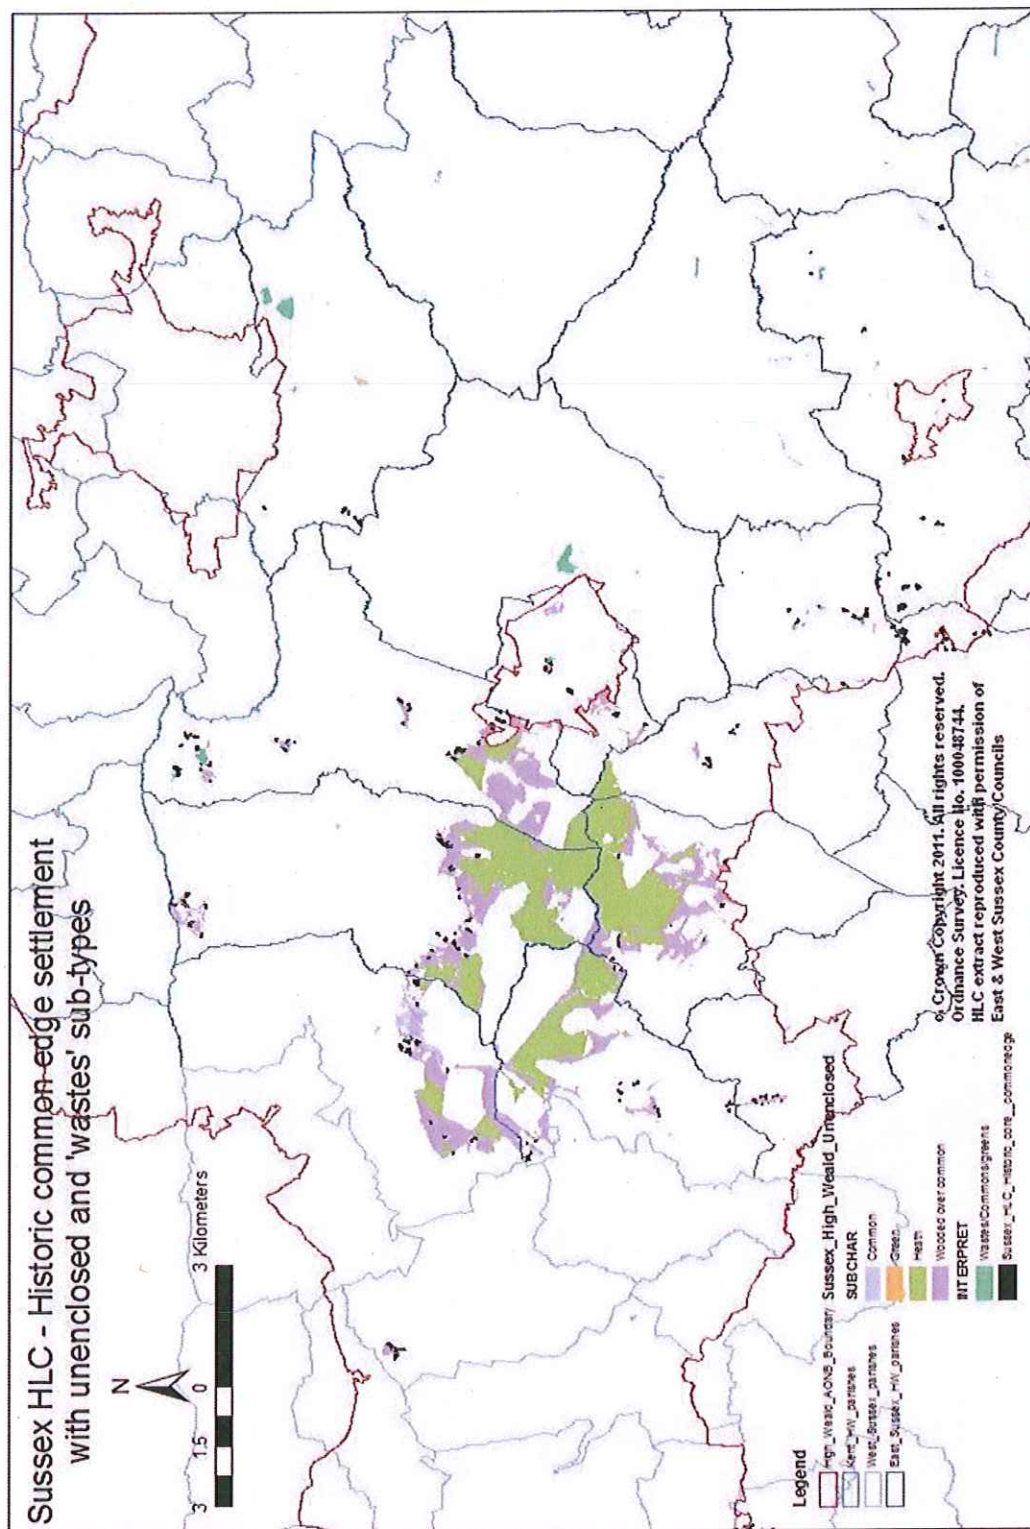 Sussex HLC - Historic common-edge settlement
with unenclosed and 'wastes' sub-types
N
3 1.5 0 3 Kilometers
Legend
High_Weald_AONB_Boundary
Kent_HW_parishes
West_Sussex_parishes
East_Sussex_HW_parishes
Sussex_High_Weald_Unenclosed
SUBCHAR
Common
Green
Heath
Wooded over common
INTERPRET
Wastes/Commons/greens
Sussex_HLC_Historic_core_commonedge
© Crown Copyright 2011. All rights reserved.
Ordnance Survey. Licence No. 100048744.
HLC extract reproduced with permission of
East & West Sussex County Councils